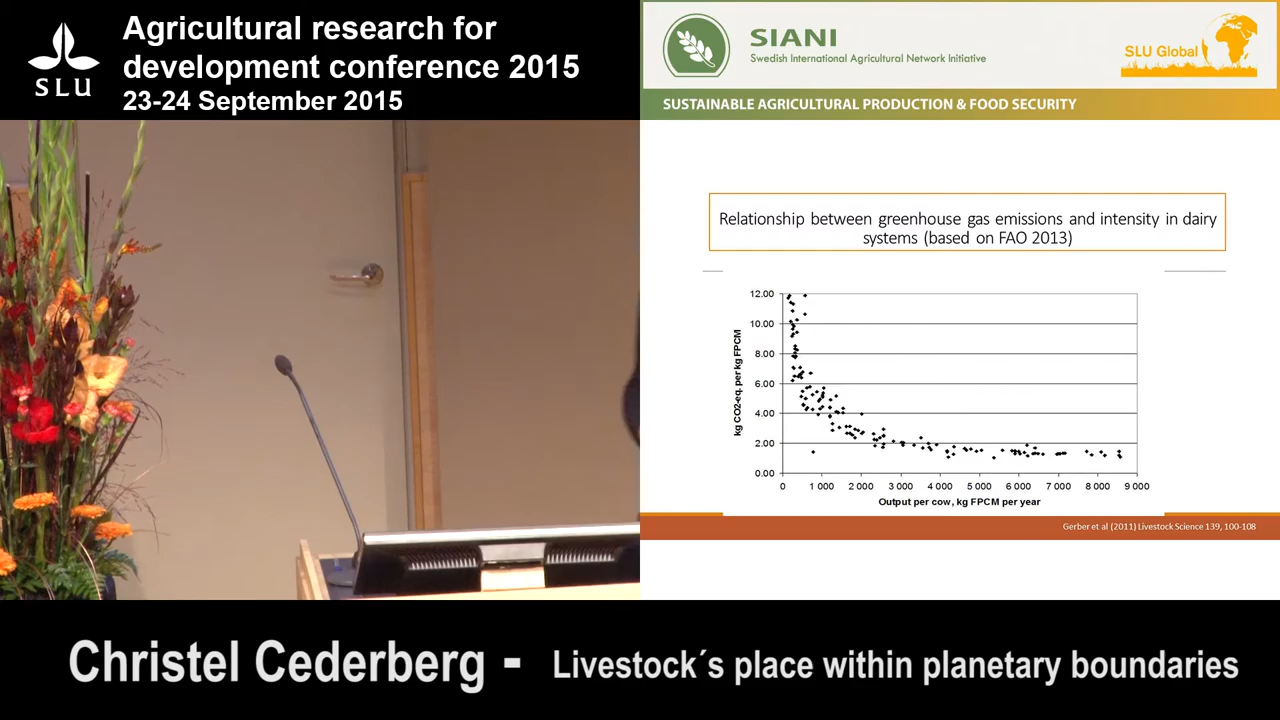 SLU
Agricultural research for
development conference 2015
23-24 September 2015
SIANI
Swedish International Agricultural Network Initiative
SLU Global
SUSTAINABLE AGRICULTURAL PRODUCTION & FOOD SECURITY
Relationship between greenhouse gas emissions and intensity in dairy
systems (based on FAO 2013)
kg CO2-eq. per kg FPCM
12.00
10.00
8.00
6.00
4.00
2.00
0.00
0 1 000 2 000 3 000 4 000 5 000 6 000 7 000 8 000 9 000
Output per cow, kg FPCM per year
Gerber et al (2011) Livestock Science 139, 100-108
Christel Cederberg - Livestock´s place within planetary boundaries